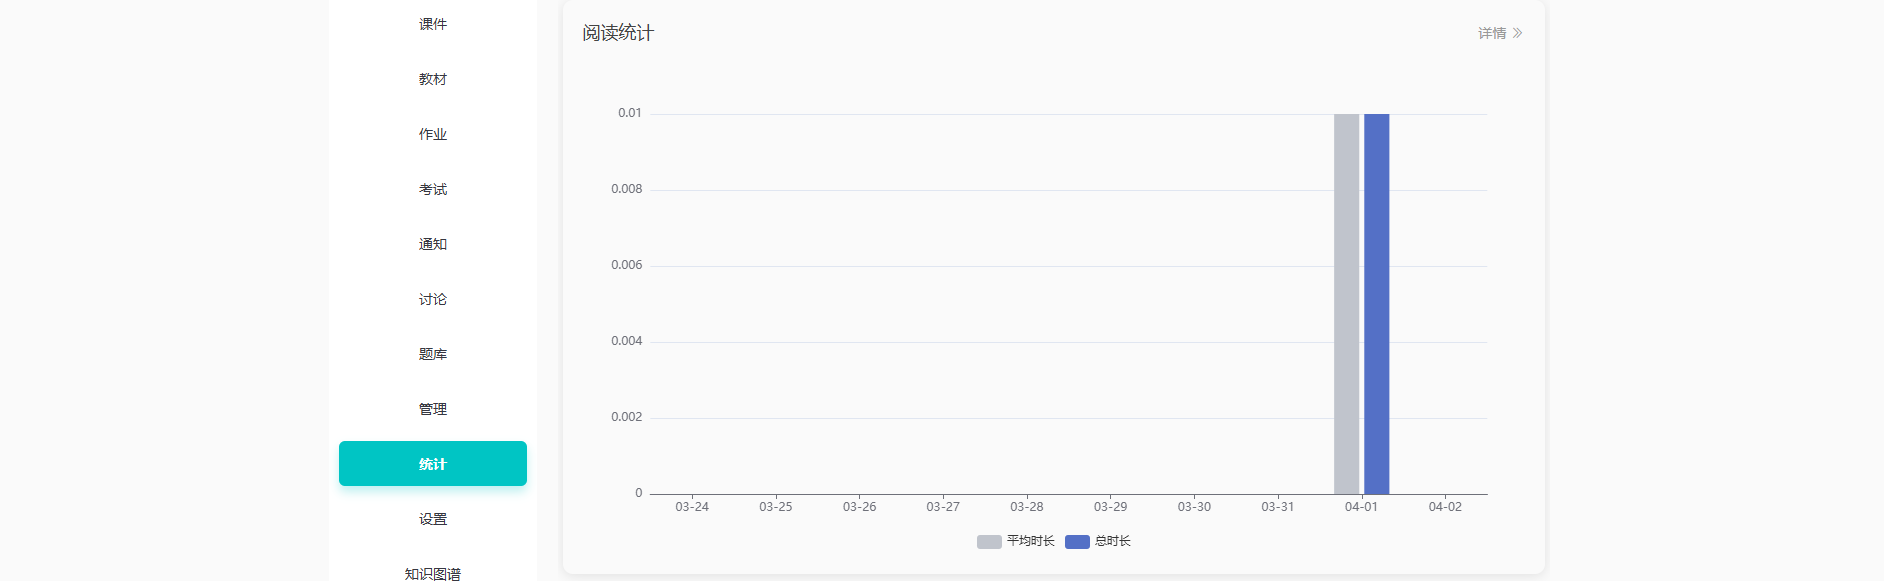 课件
教材
作业
考试
通知
讨论
题库
管理
统计
设置
知识图谱
阅读统计
详情
0.01
0.008
0.006
0.004
0.002
0
03-24 03-25 03-26 03-27 03-28 03-29 03-30 03-31 04-01 04-02
平均时长 总时长